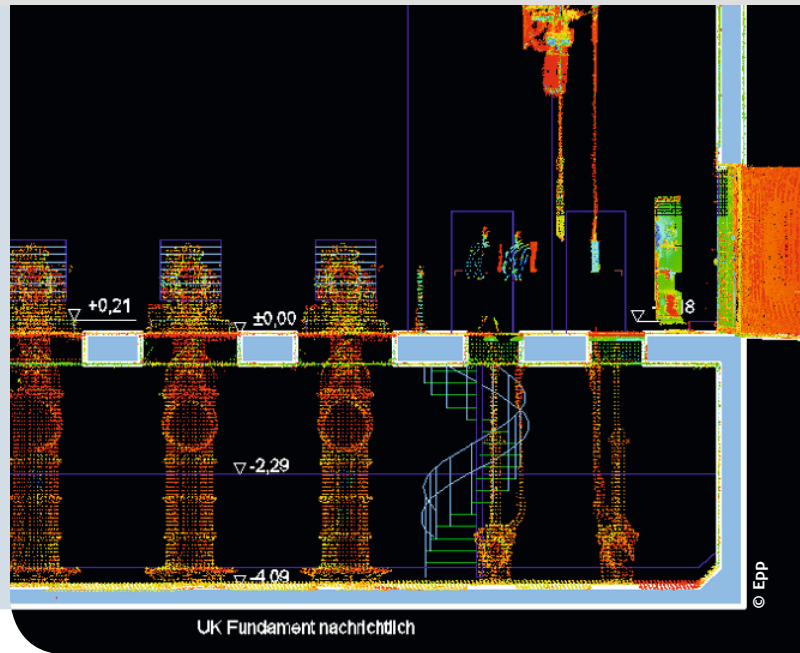 +0,21
±0,00
-2,29
-4,09
UK Fundament nachrichtlich
© Epp